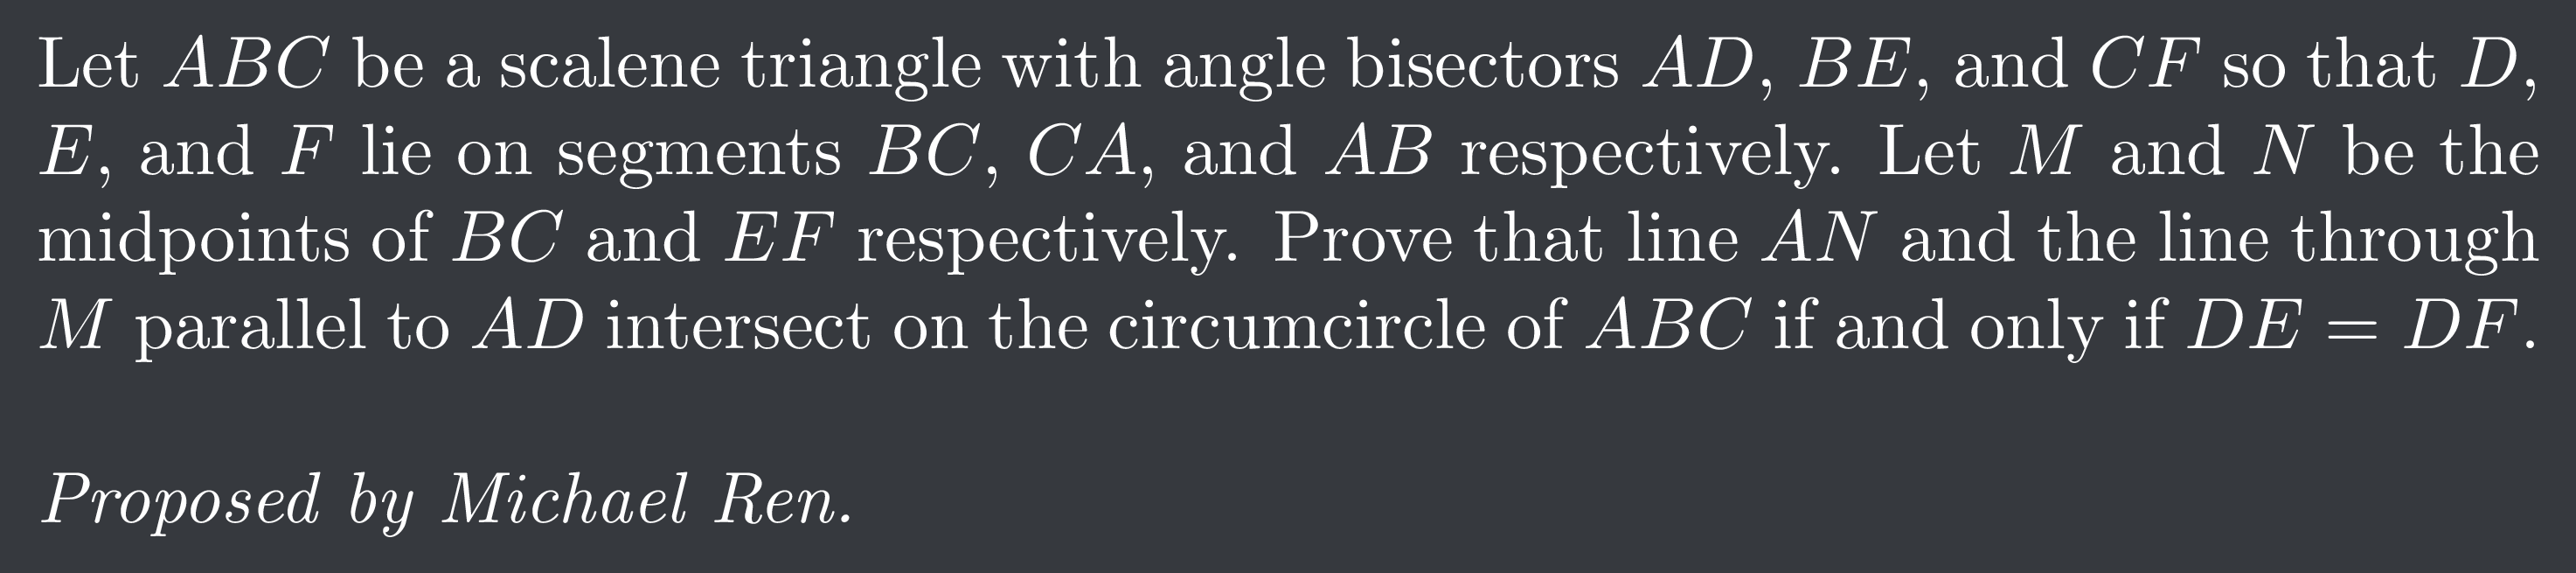 Let ABC be a scalene triangle with angle bisectors AD, BE, and CF so that D,
E, and F lie on segments BC, CA, and AB respectively. Let M and N be the
midpoints of BC and EF respectively. Prove that line AN and the line through
M parallel to AD intersect on the circumcircle of ABC if and only if DE = DF.
Proposed by Michael Ren.